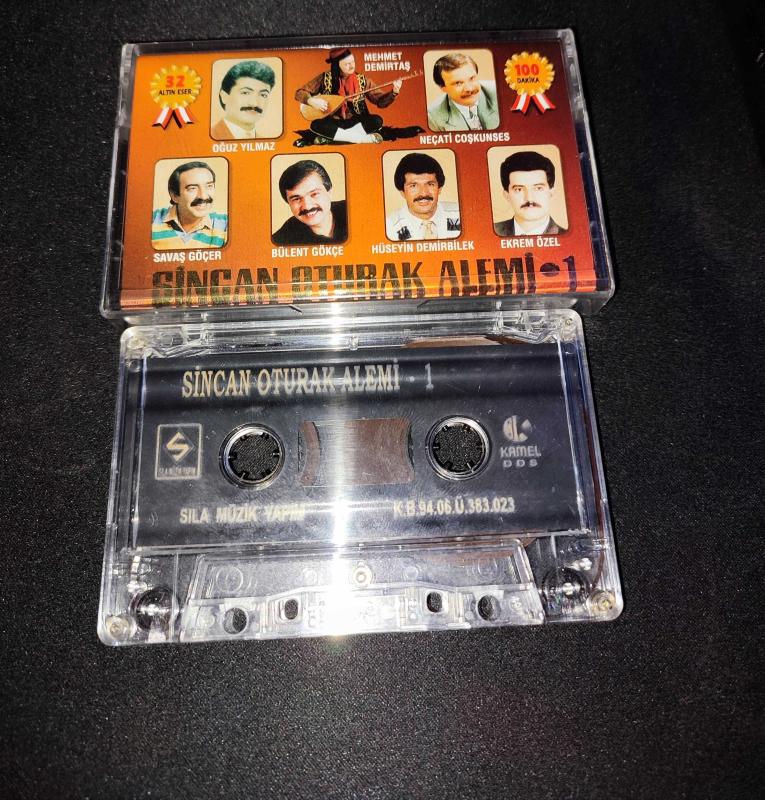 32
ALTIN ESER
MEHMET
DEMİRTAŞ
100
DAKİKA
OĞUZ YILMAZ
NEÇATİ COŞKUNSES
SAVAŞ GÖÇER
BÜLENT GÖKÇE
HÜSEYİN DEMİRBİLEK
EKREM ÖZEL
SİNCAN OTURAK ALEMİ•1
SİNCAN OTURAK ALEMİ - 1
S
KAMEL
DDS
SILA MÜZİK YAPIM
K.B.94.06.Ü.383.023